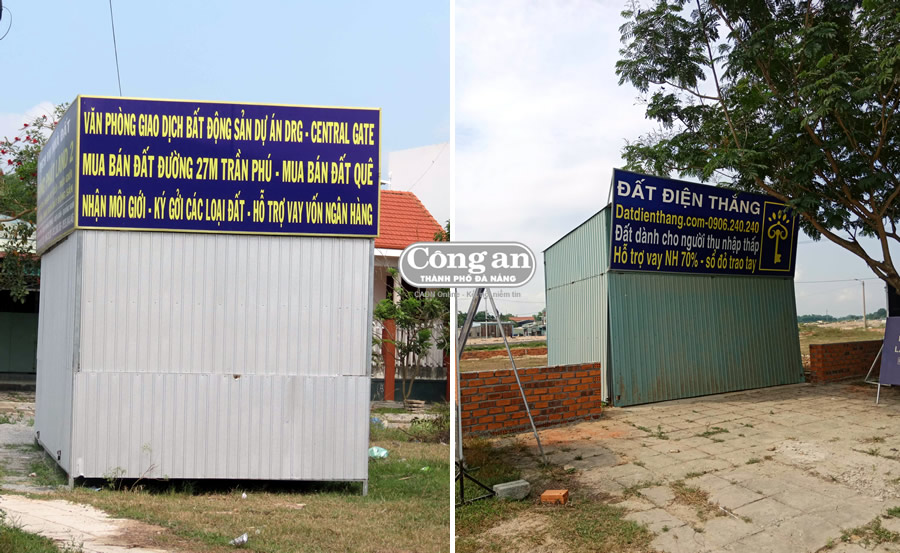 VĂN PHÒNG GIAO DỊCH BẤT ĐỘNG SẢN DỰ ÁN DRG - CENTRAL GATE
MUA BÁN ĐẤT ĐƯỜNG 27M TRẦN PHÚ - MUA BÁN ĐẤT QUÊ
NHẬN MÔI GIỚI - KÝ GỞI CÁC LOẠI ĐẤT - HỖ TRỢ VAY VỐN NGÂN HÀNG
Công an
THÀNH PHỐ ĐÀ NẴNG
ĐẤT ĐIỆN THẮNG
Datdienthang.com-0906.240.240
Đất dành cho người thu nhập thấp
Hỗ trợ vay NH 70% - sổ đỏ trao tay